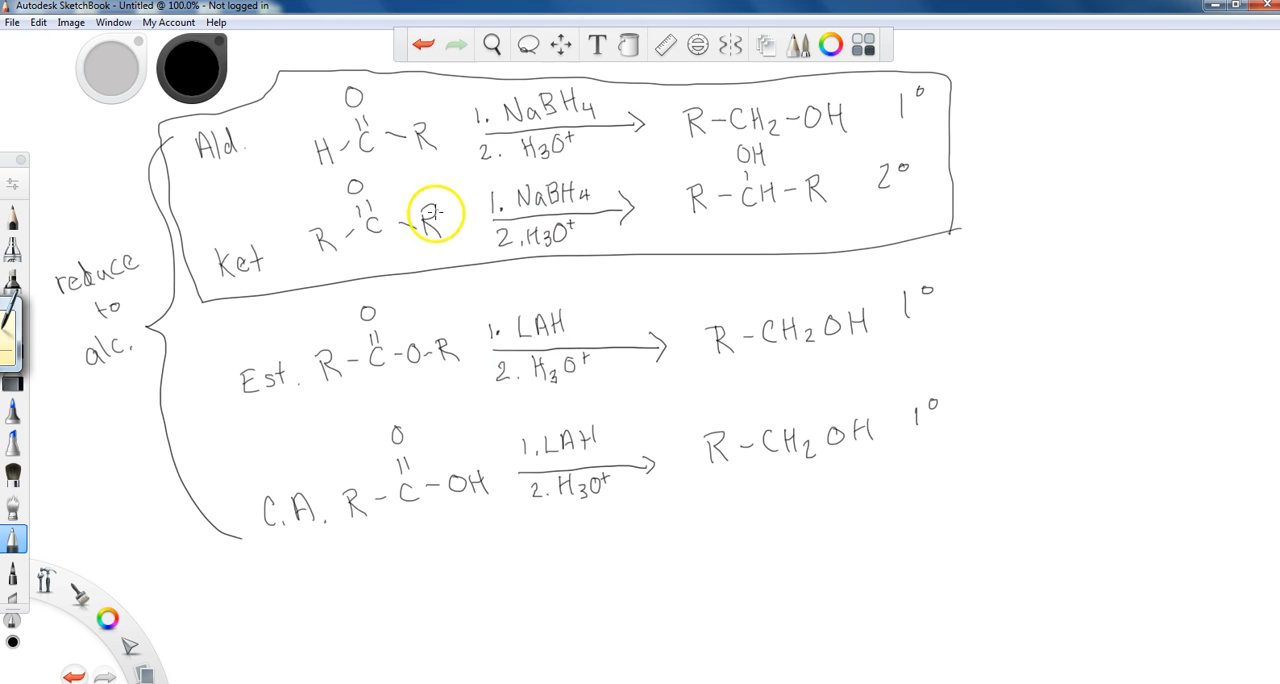 Autodesk SketchBook - Untitled @ 100.0% - Not logged in
File Edit Image Window My Account Help
T
O
Ald. H - C - R 1. NaBH4 R-CH2-OH 1°
2. H3O+
OH
O
Ket R - C - R 1. NaBH4 R - CH - R 2°
2. H3O+
reduce
to
alc.
O
Est. R - C - O - R 1. LAH R - CH2OH 1°
2. H3O+
O
C.A. R - C - OH 1. LAH R - CH2OH 1°
2. H3O+